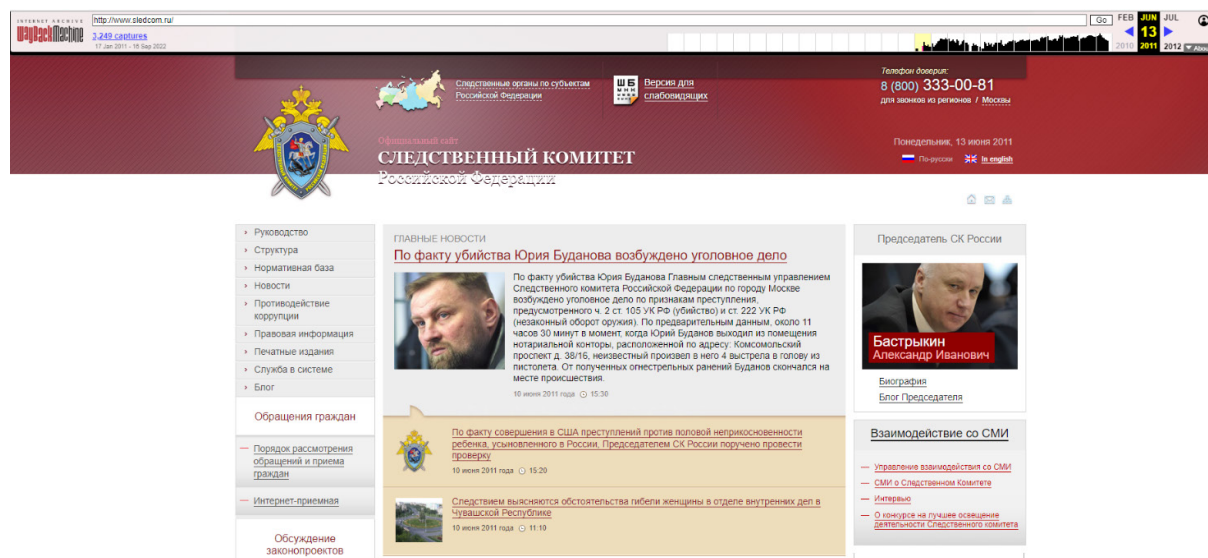 INTERNET ARCHIVE
WayBackMachine
http://www.sledcom.ru/
Go
FEB JUN JUL
3,249 captures
13
17 Jan 2011 - 18 Sep 2022
2010 2011 2012
Следственные органы по субъектам
Российской Федерации
ШБ
МНК
Версия для
слабовидящих
Телефон доверия:
8 (800) 333-00-81
для звонков из регионов / Москвы
Официальный сайт
СЛЕДСТВЕННЫЙ КОМИТЕТ
Российской Федерации
Понедельник, 13 июня 2011
По-русски In english
Руководство
Структура
Нормативная база
Новости
Противодействие
коррупции
Правовая информация
Печатные издания
Служба в системе
Блог
Обращения граждан
Порядок рассмотрения
обращений и приема
граждан
Интернет-приемная
Обсуждение
законопроектов
ГЛАВНЫЕ НОВОСТИ
По факту убийства Юрия Буданова возбуждено уголовное дело
По факту убийства Юрия Буданова Главным следственным управлением
Следственного комитета Российской Федерации по городу Москве
возбуждено уголовное дело по признакам преступления,
предусмотренного ч. 2 ст. 105 УК РФ (убийство) и ст. 222 УК РФ
(незаконный оборот оружия). По предварительным данным, около 11
часов 30 минут в момент, когда Юрий Буданов выходил из помещения
нотариальной конторы, расположенной по адресу: Комсомольский
проспект д. 38/16, неизвестный произвел в него 4 выстрела в голову из
пистолета. От полученных огнестрельных ранений Буданов скончался на
месте происшествия.
10 июня 2011 года 15:30
По факту совершения в США преступлений против половой неприкосновенности
ребенка, усыновленного в России, Председателем СК России поручено провести
проверку
10 июня 2011 года 15:20
Следствием выясняются обстоятельства гибели женщины в отделе внутренних дел в
Чувашской Республике
10 июня 2011 года 11:10
Председатель СК России
Бастрыкин
Александр Иванович
Биография
Блог Председателя
Взаимодействие со СМИ
Управление взаимодействия со СМИ
СМИ о Следственном Комитете
Интервью
О конкурсе на лучшее освещение
деятельности Следственного комитета